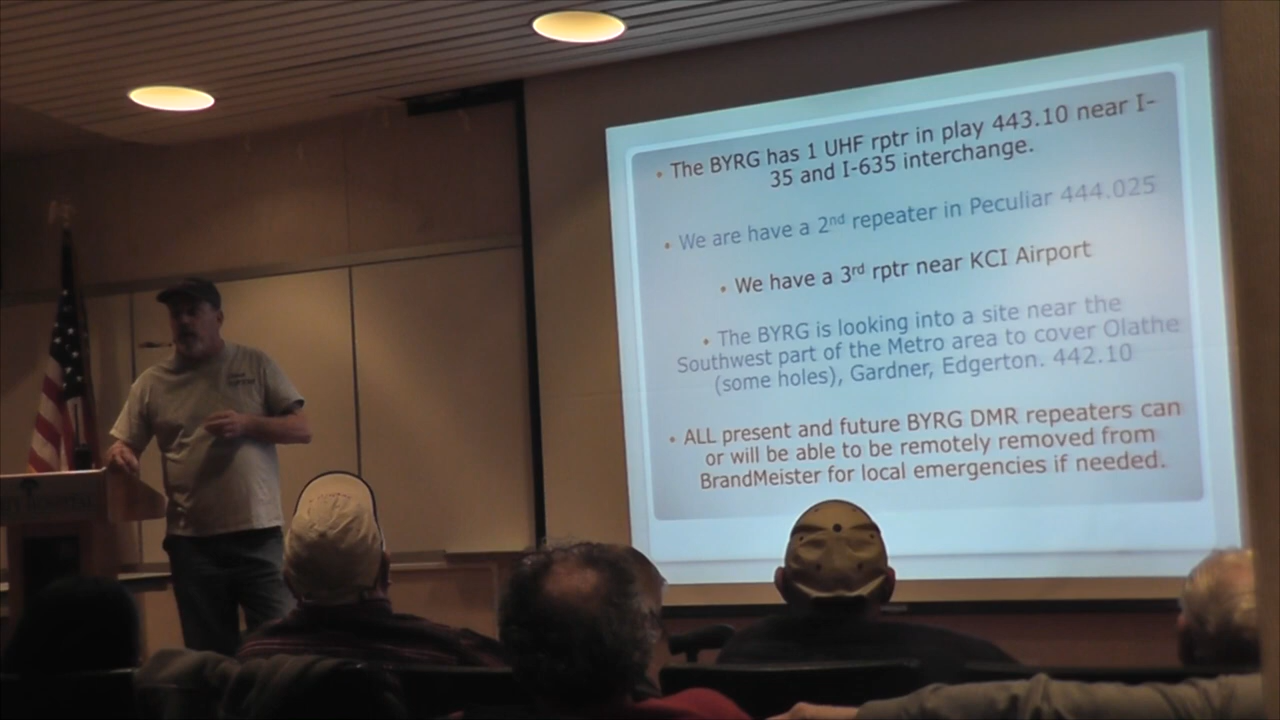 • The BYRG has 1 UHF rptr in play 443.10 near I-
35 and I-635 interchange.
• We are have a 2nd repeater in Peculiar 444.025
• We have a 3rd rptr near KCI Airport
• The BYRG is looking into a site near the
Southwest part of the Metro area to cover Olathe
(some holes), Gardner, Edgerton. 442.10
• ALL present and future BYRG DMR repeaters can
or will be able to be remotely removed from
BrandMeister for local emergencies if needed.